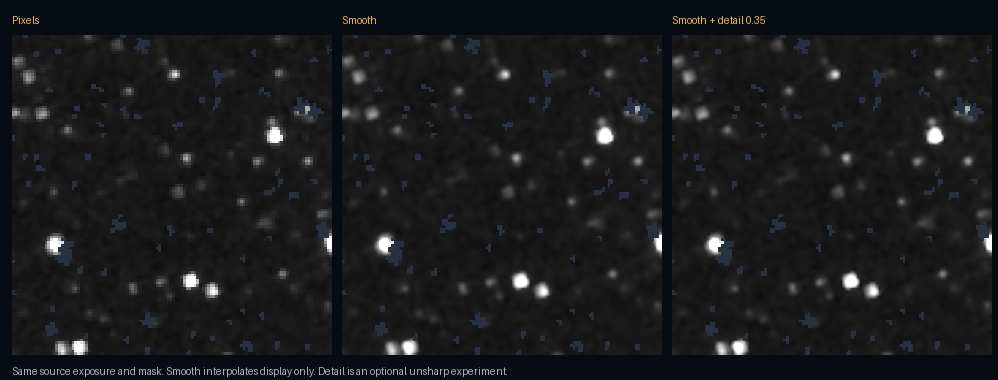 Pixels
Smooth
Smooth + detail 0.35
Same source exposure and mask. Smooth interpolates display only. Detail is an optional unsharp experiment.